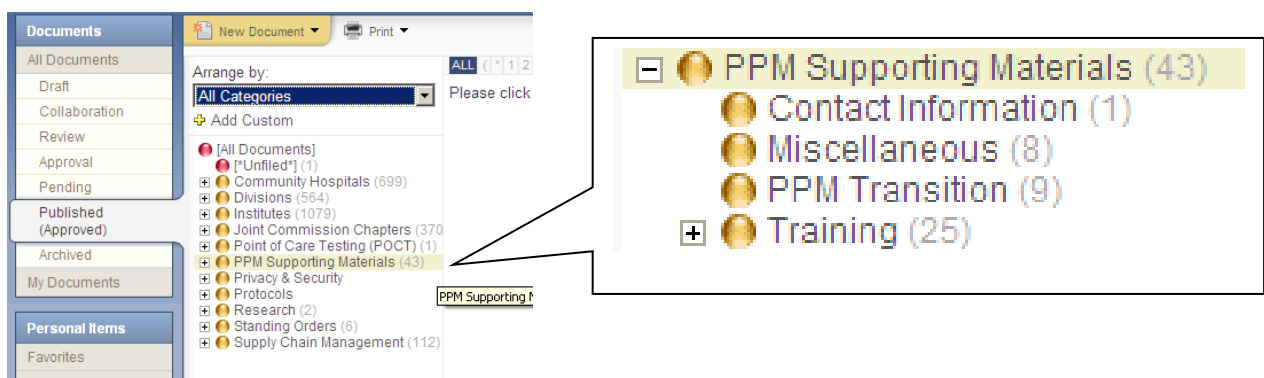 Documents
All Documents
Draft
Collaboration
Review
Approval
Pending
Published
(Approved)
Archived
My Documents
Personal Items
Favorites
New Document
Print
Arrange by:
All Categories
Add Custom
[All Documents]
[*Unfiled*] (1)
Community Hospitals (699)
Divisions (564)
Institutes (1079)
Joint Commission Chapters (370
Point of Care Testing (POCT) (1)
PPM Supporting Materials (43)
Privacy & Security
Protocols
Research (2)
Standing Orders (6)
Supply Chain Management (112)
ALL ( * 1 2
Please click
PPM Supporting
PPM Supporting Materials (43)
Contact Information (1)
Miscellaneous (8)
PPM Transition (9)
Training (25)